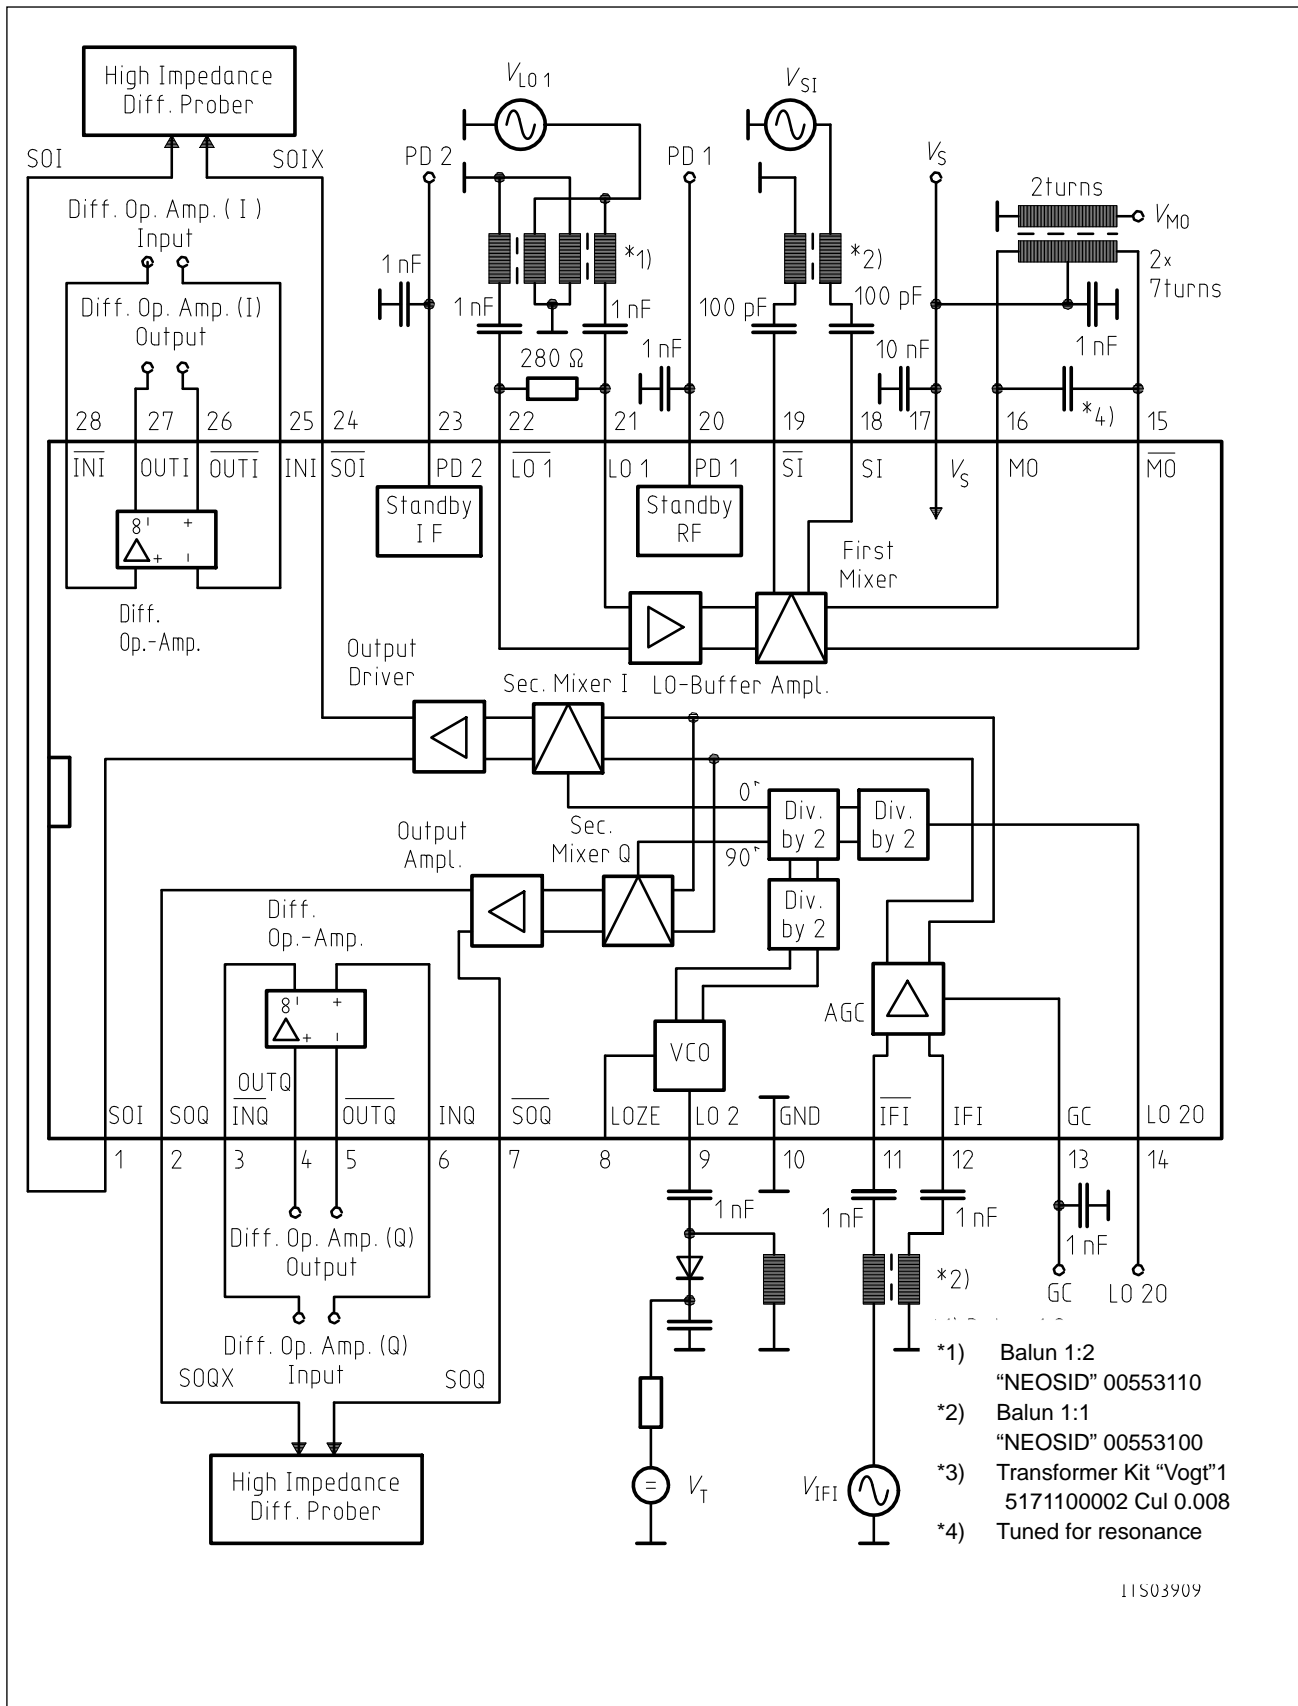 High Impedance
Diff. Prober
V LO 1
V SI
SOI
SOIX
PD 2
PD 1
V S
2turns
V MO
Diff. Op. Amp. ( I )
Input
*1)
*2)
2x
7turns
1 nF
1 nF
1 nF
100 pF
100 pF
Diff. Op. Amp. (I)
Output
280 Ω
1 nF
10 nF
1 nF
*4)
28
27
26
25
24
23
22
21
20
19
18
17
16
15
INI
OUTI
OUTI
INI
SOI
PD 2
LO 1
LO 1
PD 1
SI
SI
V S
MO
MO
Standby
I F
Standby
RF
First
Mixer
8
-
+
+
-
Diff.
Op.-Amp.
Output
Driver
Sec. Mixer I
LO-Buffer Ampl.
Output
Ampl.
Sec.
Mixer Q
0
90
Div.
by 2
Div.
by 2
Div.
by 2
Diff.
Op.-Amp.
8
-
+
+
-
AGC
VCO
OUTQ
SOI
SOQ
INQ
OUTQ
INQ
SOQ
LOZE
LO 2
GND
IFI
IFI
GC
LO 20
1
2
3
4
5
6
7
8
9
10
11
12
13
14
1 nF
1 nF
1 nF
1 nF
Diff. Op. Amp. (Q)
Output
*2)
GC
LO 20
Diff. Op. Amp. (Q)
Input
SOQX
SOQ
High Impedance
Diff. Prober
=
V T
V IFI
*1) Balun 1:2
“NEOSID” 00553110
*2) Balun 1:1
“NEOSID” 00553100
*3) Transformer Kit “Vogt”1
5171100002 Cul 0.008
*4) Tuned for resonance
ITS03909